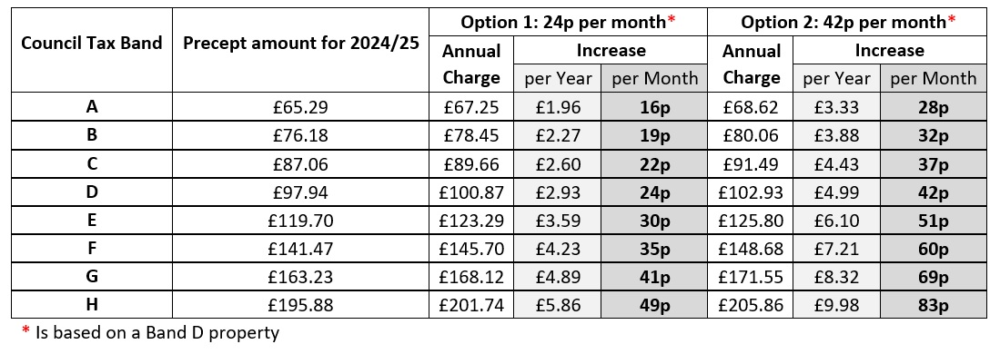 Council Tax Band Precept amount for 2024/25 Option 1: 24p per month* Option 2: 42p per month*
Annual Charge Increase Annual Charge Increase
per Year per Month per Year per Month
A £65.29 £67.25 £1.96 16p £68.62 £3.33 28p
B £76.18 £78.45 £2.27 19p £80.06 £3.88 32p
C £87.06 £89.66 £2.60 22p £91.49 £4.43 37p
D £97.94 £100.87 £2.93 24p £102.93 £4.99 42p
E £119.70 £123.29 £3.59 30p £125.80 £6.10 51p
F £141.47 £145.70 £4.23 35p £148.68 £7.21 60p
G £163.23 £168.12 £4.89 41p £171.55 £8.32 69p
H £195.88 £201.74 £5.86 49p £205.86 £9.98 83p
* Is based on a Band D property